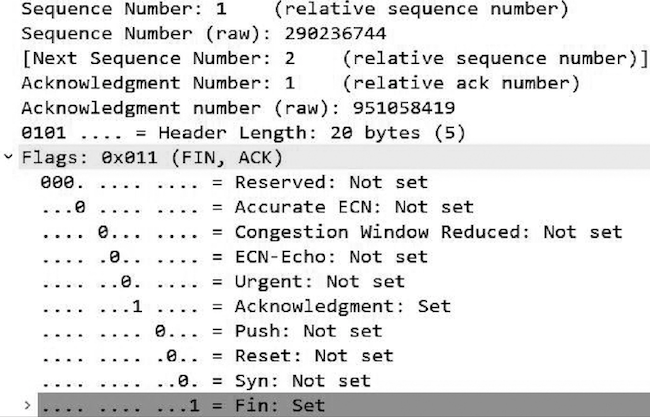 Sequence Number: 1    (relative sequence number)
Sequence Number (raw): 290236744
[Next Sequence Number: 2    (relative sequence number)]
Acknowledgment Number: 1    (relative ack number)
Acknowledgment number (raw): 951058419
0101 .... = Header Length: 20 bytes (5)
Flags: 0x011 (FIN, ACK)
000. .... .... = Reserved: Not set
...0 .... .... = Accurate ECN: Not set
.... 0... .... = Congestion Window Reduced: Not set
.... .0.. .... = ECN-Echo: Not set
.... ..0. .... = Urgent: Not set
.... ...1 .... = Acknowledgment: Set
.... .... 0... = Push: Not set
.... .... .0.. = Reset: Not set
.... .... ..0. = Syn: Not set
.... .... ...1 = Fin: Set